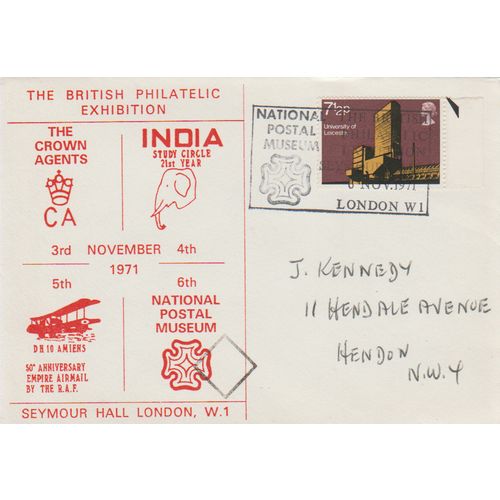 THE BRITISH PHILATELIC
EXHIBITION
THE
CROWN
AGENTS
CA
INDIA
STUDY CIRCLE
21st YEAR
3rd NOVEMBER 4th
1971
5th
6th
DH 10 AMIENS
50th ANNIVERSARY
EMPIRE AIRMAIL
BY THE R.A.F.
NATIONAL
POSTAL
MUSEUM
SEYMOUR HALL LONDON, W.1
NATIONAL
POSTAL
MUSEUM
NOV. 1971
LONDON W1
7½p
University of
Leicester
J. KENNEDY
11 HENDALE AVENUE
HENDON
N.W.4